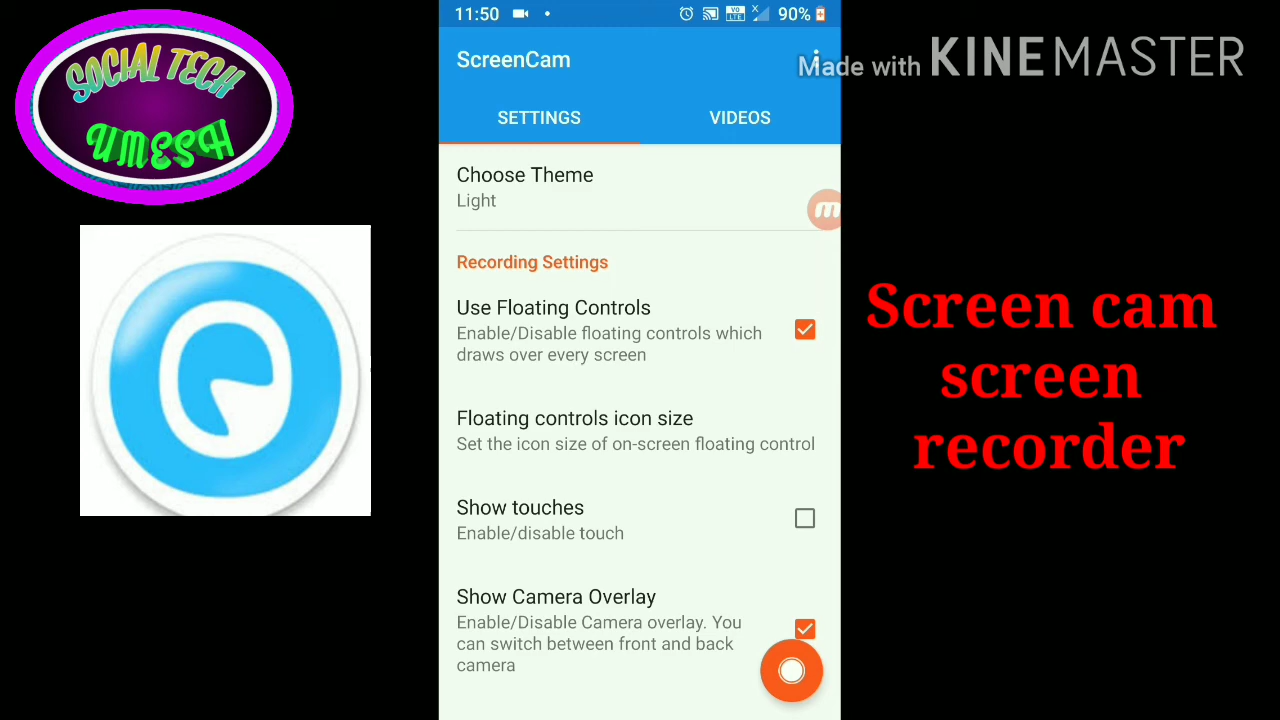 SOCIAL TECH
UMESH
11:50
VO
LTE
X
90%
ScreenCam
Made with KINEMASTER
SETTINGS
VIDEOS
Choose Theme
Light
Recording Settings
Use Floating Controls
Enable/Disable floating controls which
draws over every screen
Floating controls icon size
Set the icon size of on-screen floating control
Show touches
Enable/disable touch
Show Camera Overlay
Enable/Disable Camera overlay. You
can switch between front and back
camera
Screen cam
screen
recorder